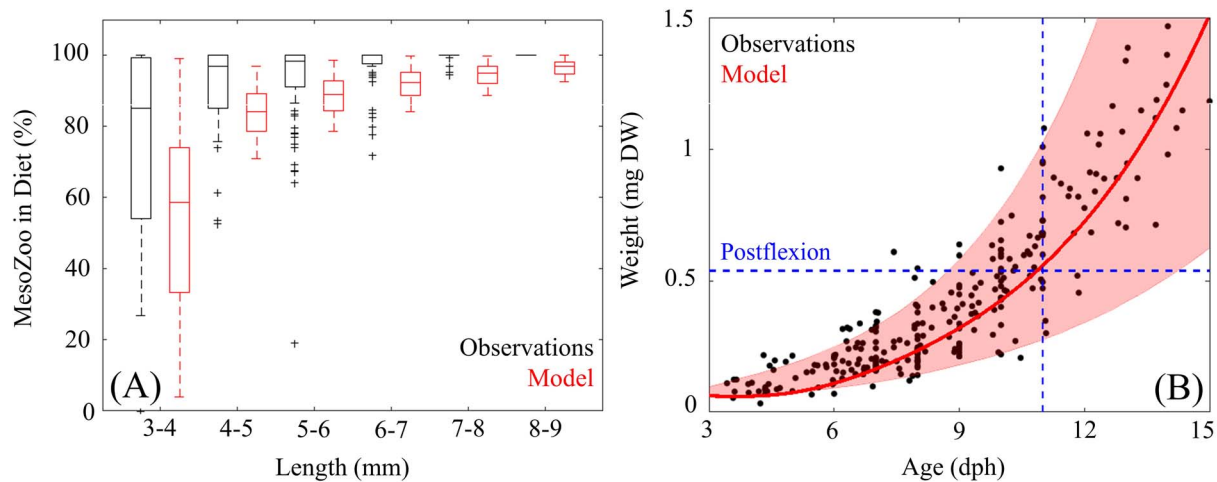 MesoZoo in Diet (%)
100
80
60
40
20
0
Observations
Model
(A)
3-4
4-5
5-6
6-7
7-8
8-9
Length (mm)
Weight (mg DW)
1.5
1
0.5
0
Observations
Model
Postflexion
(B)
3
6
9
12
15
Age (dph)